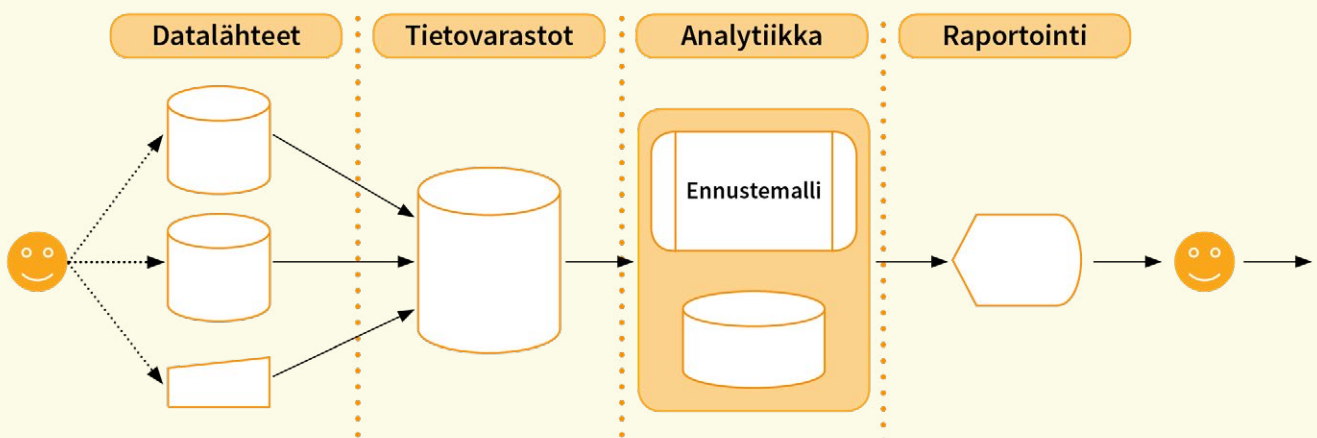 Datalähteet
Tietovarastot
Analytiikka
Raportointi
Ennustemalli